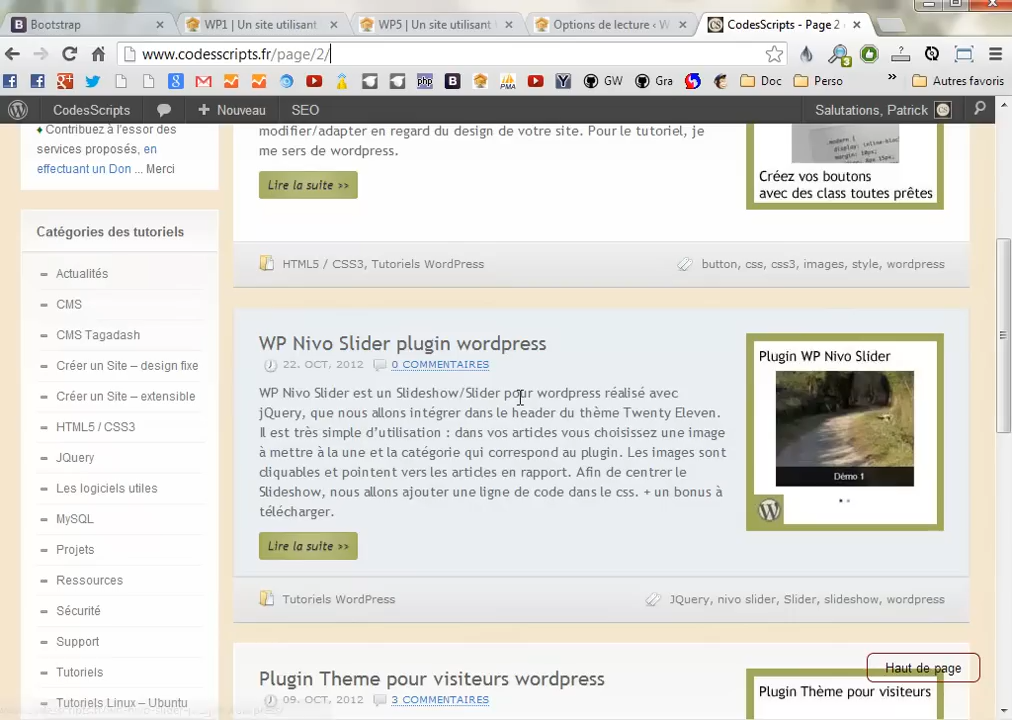 Bootstrap
WP1 | Un site utilisant
WP5 | Un site utilisant
Options de lecture ‹ W
CodesScripts - Page 2
www.codesscripts.fr/page/2/
php
PMA
GW
Gra
Doc
Perso
»
Autres favoris
CodesScripts
+ Nouveau
SEO
Salutations, Patrick
Contribuez à l'essor des
services proposés, en
effectuant un Don ... Merci
modifier/adapter en regard du design de votre site. Pour le tutoriel, je
me sers de wordpress.
Lire la suite >>
Créez vos boutons
avec des class toutes prêtes
HTML5 / CSS3, Tutoriels WordPress
button, css, css3, images, style, wordpress
Catégories des tutoriels
Actualités
CMS
CMS Tagadash
Créer un Site – design fixe
Créer un Site – extensible
HTML5 / CSS3
JQuery
Les logiciels utiles
MySQL
Projets
Ressources
Sécurité
Support
Tutoriels
Tutoriels Linux – Ubuntu
WP Nivo Slider plugin wordpress
22. OCT, 2012
0 COMMENTAIRES
WP Nivo Slider est un Slideshow/Slider pour wordpress réalisé avec
jQuery, que nous allons intégrer dans le header du thème Twenty Eleven.
Il est très simple d'utilisation : dans vos articles vous choisissez une image
à mettre à la une et la catégorie qui correspond au plugin. Les images sont
cliquables et pointent vers les articles en rapport. Afin de centrer le
Slideshow, nous allons ajouter une ligne de code dans le css. + un bonus à
télécharger.
Lire la suite >>
Plugin WP Nivo Slider
Démo 1
Tutoriels WordPress
JQuery, nivo slider, Slider, slideshow, wordpress
Plugin Theme pour visiteurs wordpress
09. OCT, 2012
3 COMMENTAIRES
Haut de page
Plugin Thème pour visiteurs